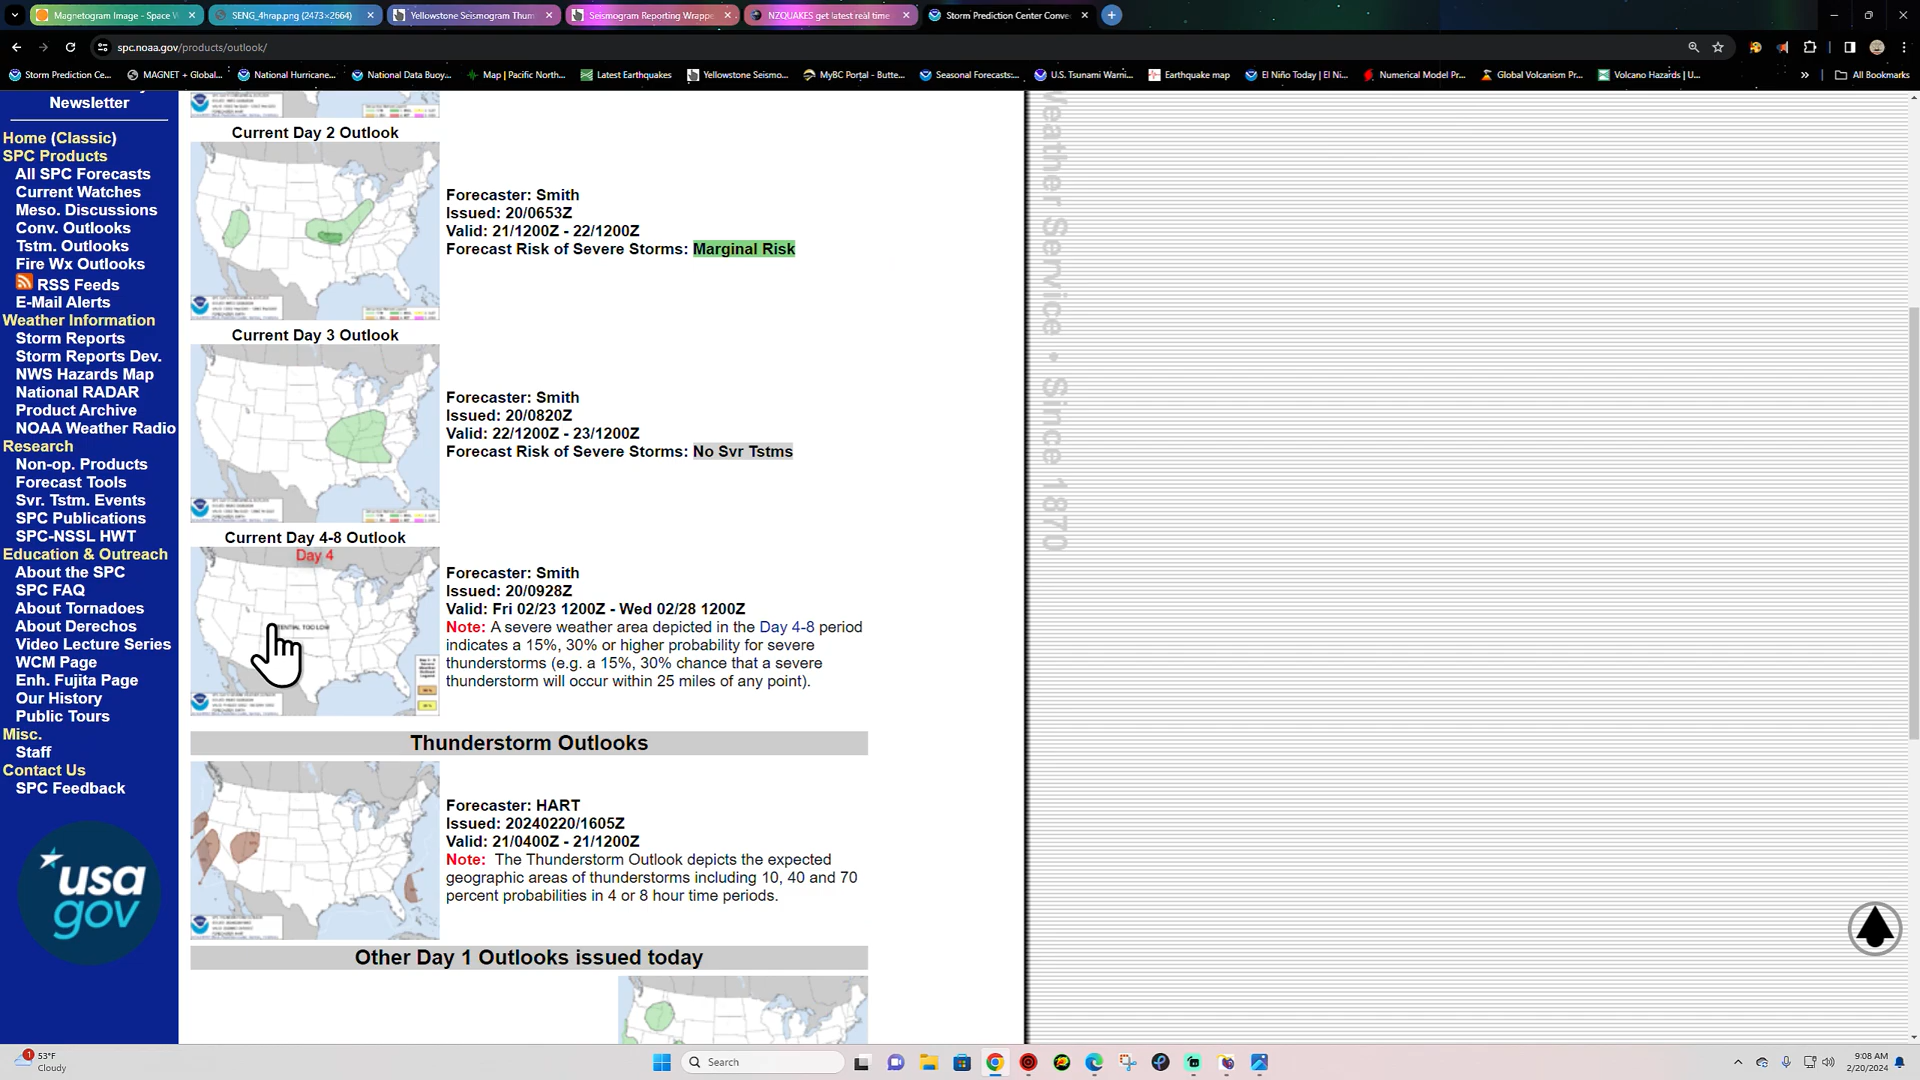 Magnetogram Image - Space W
SENG_4hrap.png (2473×2664)
Yellowstone Seismogram Thum
Seismogram Reporting Wrappe
NZQUAKES get latest real time
Storm Prediction Center Conve
spc.noaa.gov/products/outlook/
Storm Prediction Ce...
MAGNET + Global...
National Hurricane...
National Data Buoy...
Map | Pacific North...
Latest Earthquakes
Yellowstone Seismo...
MyBC Portal - Butte...
Seasonal Forecasts:...
U.S. Tsunami Warni...
Earthquake map
El Niño Today | El Ni...
Numerical Model Pr...
Global Volcanism Pr...
Volcano Hazards | U...
»
All Bookmarks
Newsletter
Home (Classic)
SPC Products
All SPC Forecasts
Current Watches
Meso. Discussions
Conv. Outlooks
Tstm. Outlooks
Fire Wx Outlooks
RSS Feeds
E-Mail Alerts
Weather Information
Storm Reports
Storm Reports Dev.
NWS Hazards Map
National RADAR
Product Archive
NOAA Weather Radio
Research
Non-op. Products
Forecast Tools
Svr. Tstm. Events
SPC Publications
SPC-NSSL HWT
Education & Outreach
About the SPC
SPC FAQ
About Tornadoes
About Derechos
Video Lecture Series
WCM Page
Enh. Fujita Page
Our History
Public Tours
Misc.
Staff
Contact Us
SPC Feedback
usa
gov
Current Day 2 Outlook
Forecaster: Smith
Issued: 20/0653Z
Valid: 21/1200Z - 22/1200Z
Forecast Risk of Severe Storms: Marginal Risk
Current Day 3 Outlook
Forecaster: Smith
Issued: 20/0820Z
Valid: 22/1200Z - 23/1200Z
Forecast Risk of Severe Storms: No Svr Tstms
Current Day 4-8 Outlook
Day 4
TOO LOW
Forecaster: Smith
Issued: 20/0928Z
Valid: Fri 02/23 1200Z - Wed 02/28 1200Z
Note: A severe weather area depicted in the Day 4-8 period
indicates a 15%, 30% or higher probability for severe
thunderstorms (e.g. a 15%, 30% chance that a severe
thunderstorm will occur within 25 miles of any point).
Thunderstorm Outlooks
Forecaster: HART
Issued: 20240220/1605Z
Valid: 21/0400Z - 21/1200Z
Note: The Thunderstorm Outlook depicts the expected
geographic areas of thunderstorms including 10, 40 and 70
percent probabilities in 4 or 8 hour time periods.
Other Day 1 Outlooks issued today
Weather Service • Since 1870
1
53°F
Cloudy
Search
9:08 AM
2/20/2024